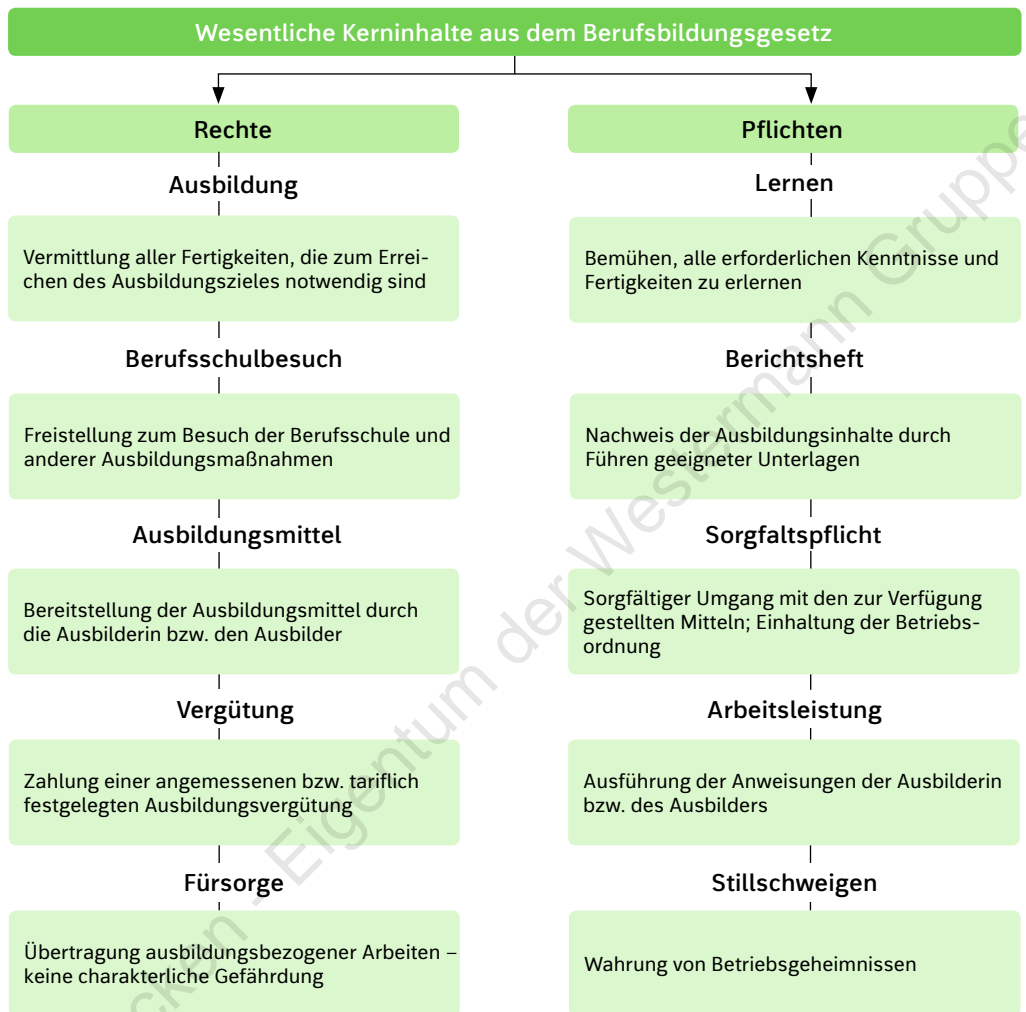 Wesentliche Kerninhalte aus dem Berufsbildungsgesetz
Rechte
Ausbildung
Vermittlung aller Fertigkeiten, die zum Errei-
chen des Ausbildungszieles notwendig sind
Berufsschulbesuch
Freistellung zum Besuch der Berufsschule und
anderer Ausbildungsmaßnahmen
Ausbildungsmittel
Bereitstellung der Ausbildungsmittel durch
die Ausbilderin bzw. den Ausbilder
Vergütung
Zahlung einer angemessenen bzw. tariflich
festgelegten Ausbildungsvergütung
Fürsorge
Übertragung ausbildungsbezogener Arbeiten –
keine charakterliche Gefährdung
Pflichten
Lernen
Bemühen, alle erforderlichen Kenntnisse und
Fertigkeiten zu erlernen
Berichtsheft
Nachweis der Ausbildungsinhalte durch
Führen geeigneter Unterlagen
Sorgfaltspflicht
Sorgfältiger Umgang mit den zur Verfügung
gestellten Mitteln; Einhaltung der Betriebs-
ordnung
Arbeitsleistung
Ausführung der Anweisungen der Ausbilderin
bzw. des Ausbilders
Stillschweigen
Wahrung von Betriebsgeheimnissen
- Eigentum der Westermann Gruppe